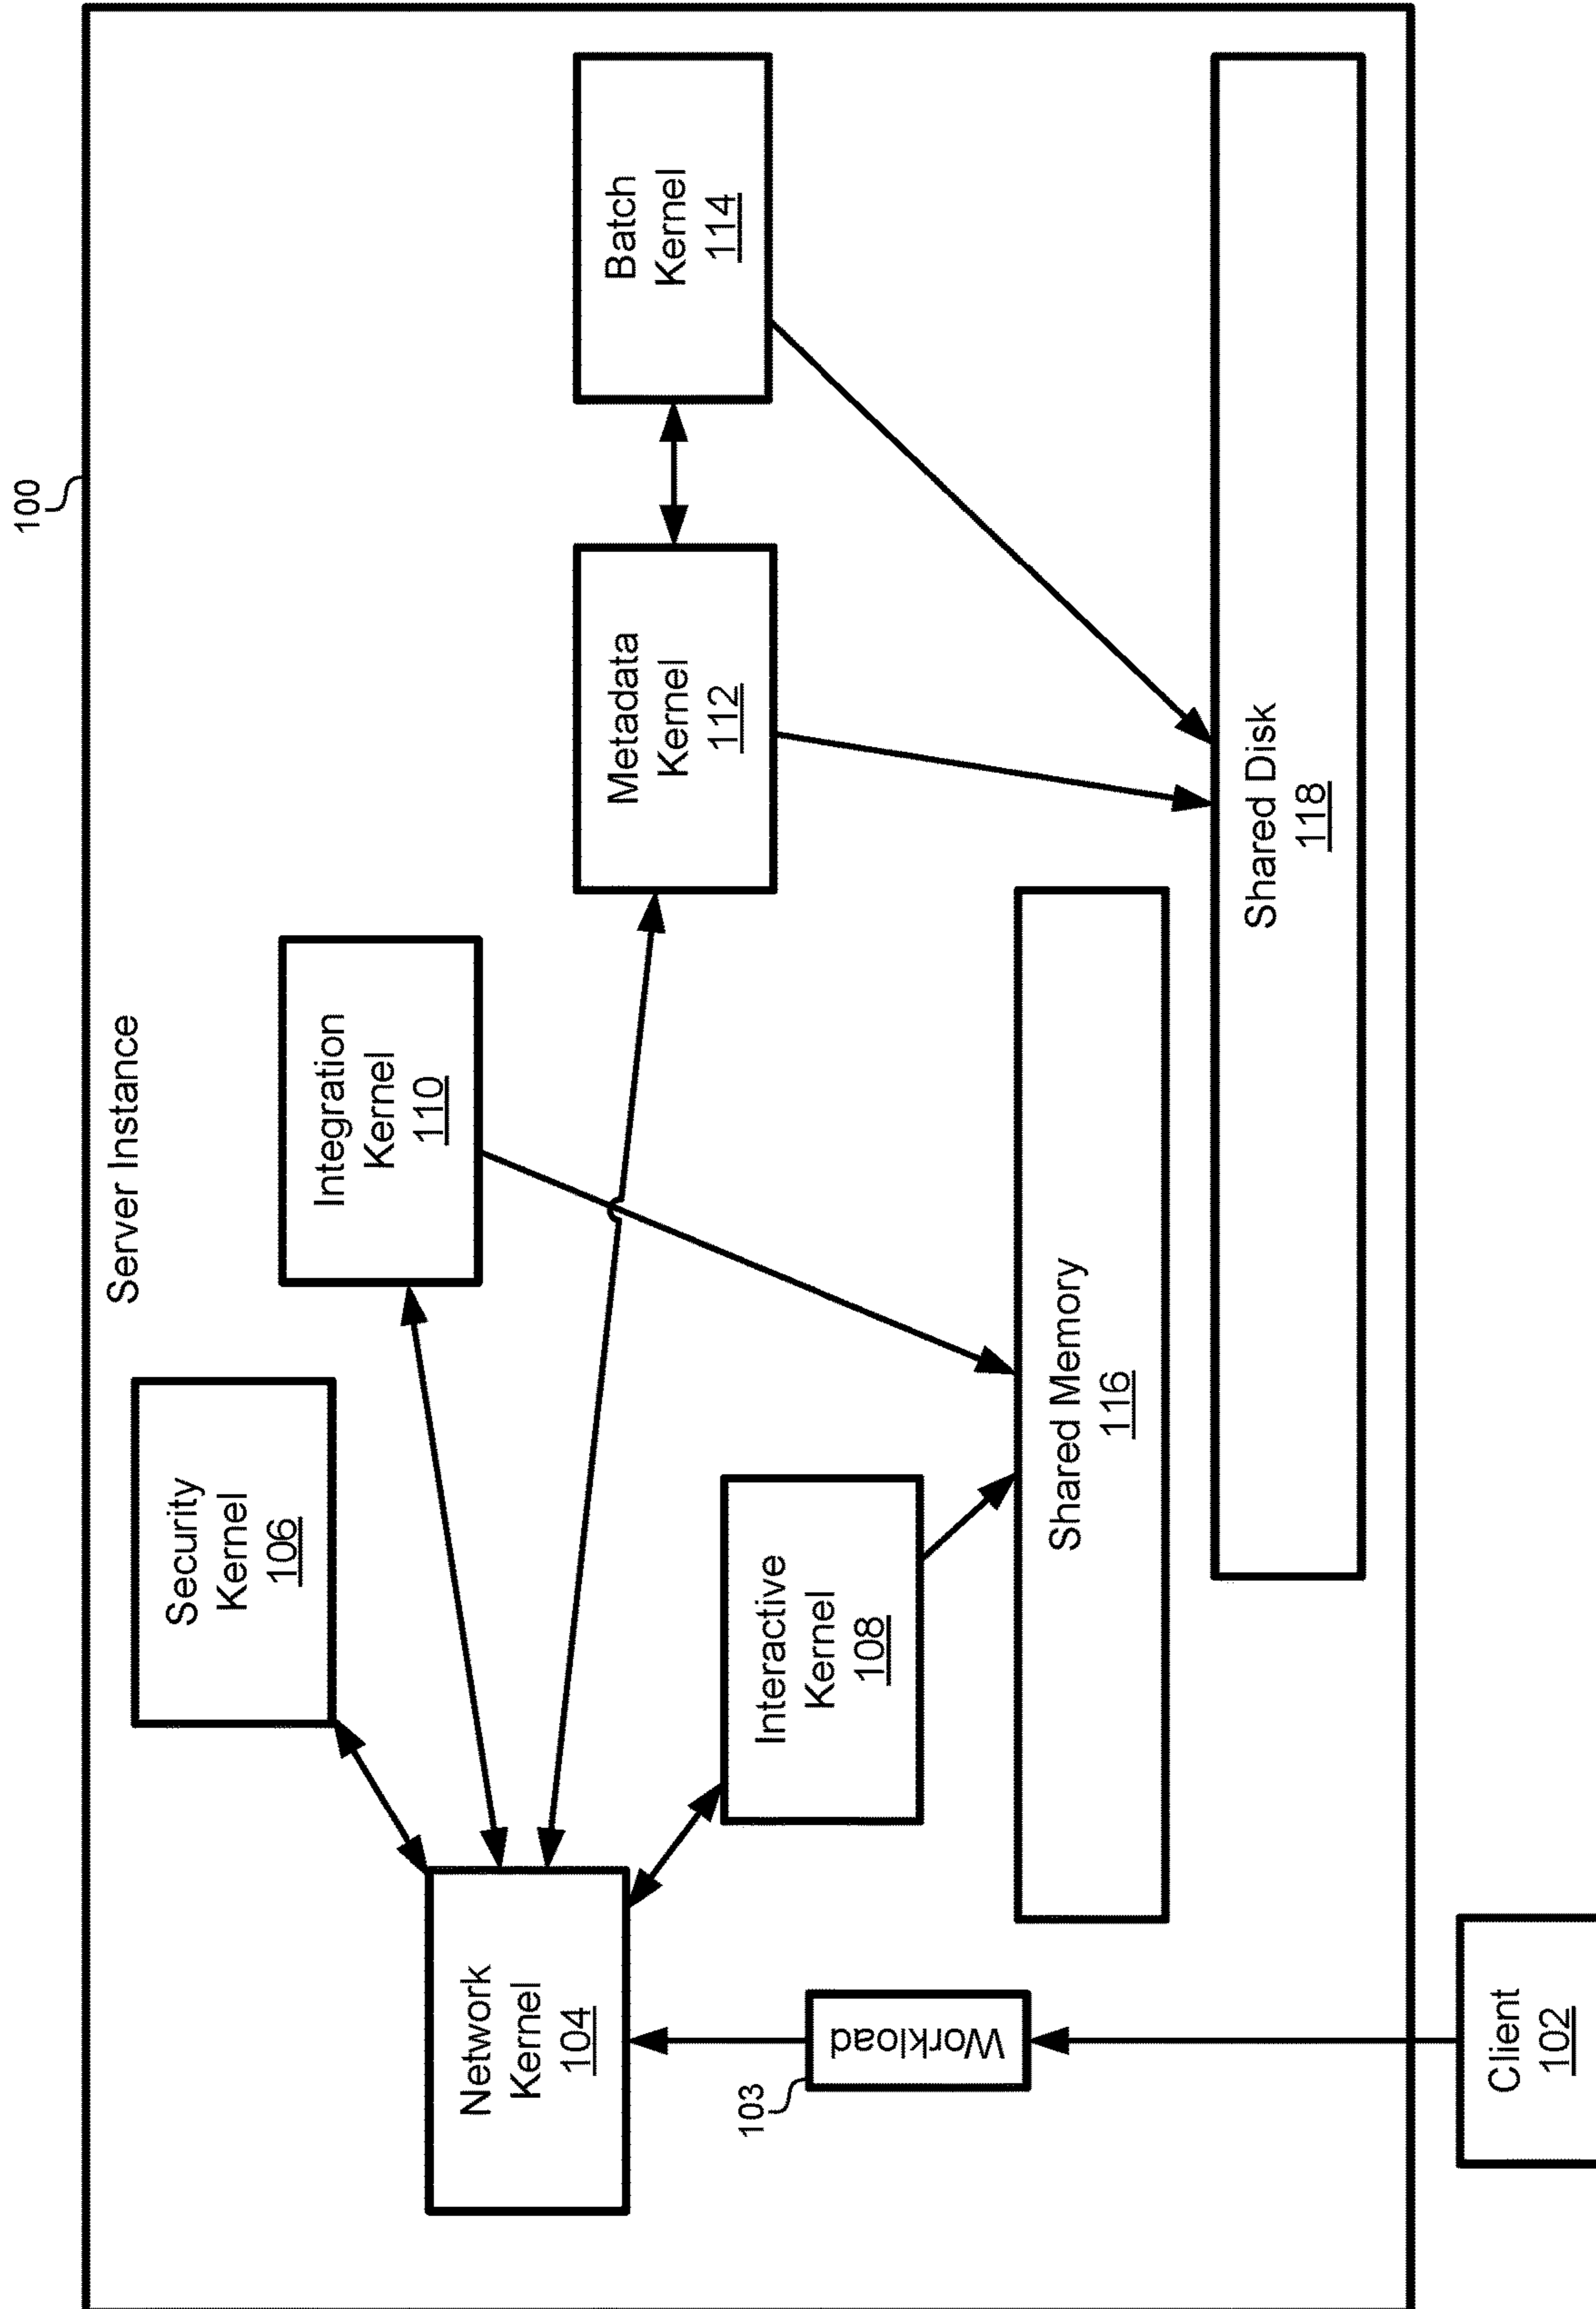 100
Server Instance
Security
Kernel
106
Integration
Kernel
110
Network
Kernel
104
Metadata
Kernel
112
Batch
Kernel
114
Interactive
Kernel
108
103
Workload
Shared Memory
116
Shared Disk
118
Client
102